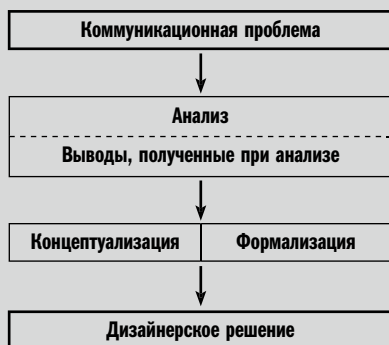 Коммуникационная проблема
Анализ
Выводы, полученные при анализе
Концептуализация Формализация
Дизайнерское решение